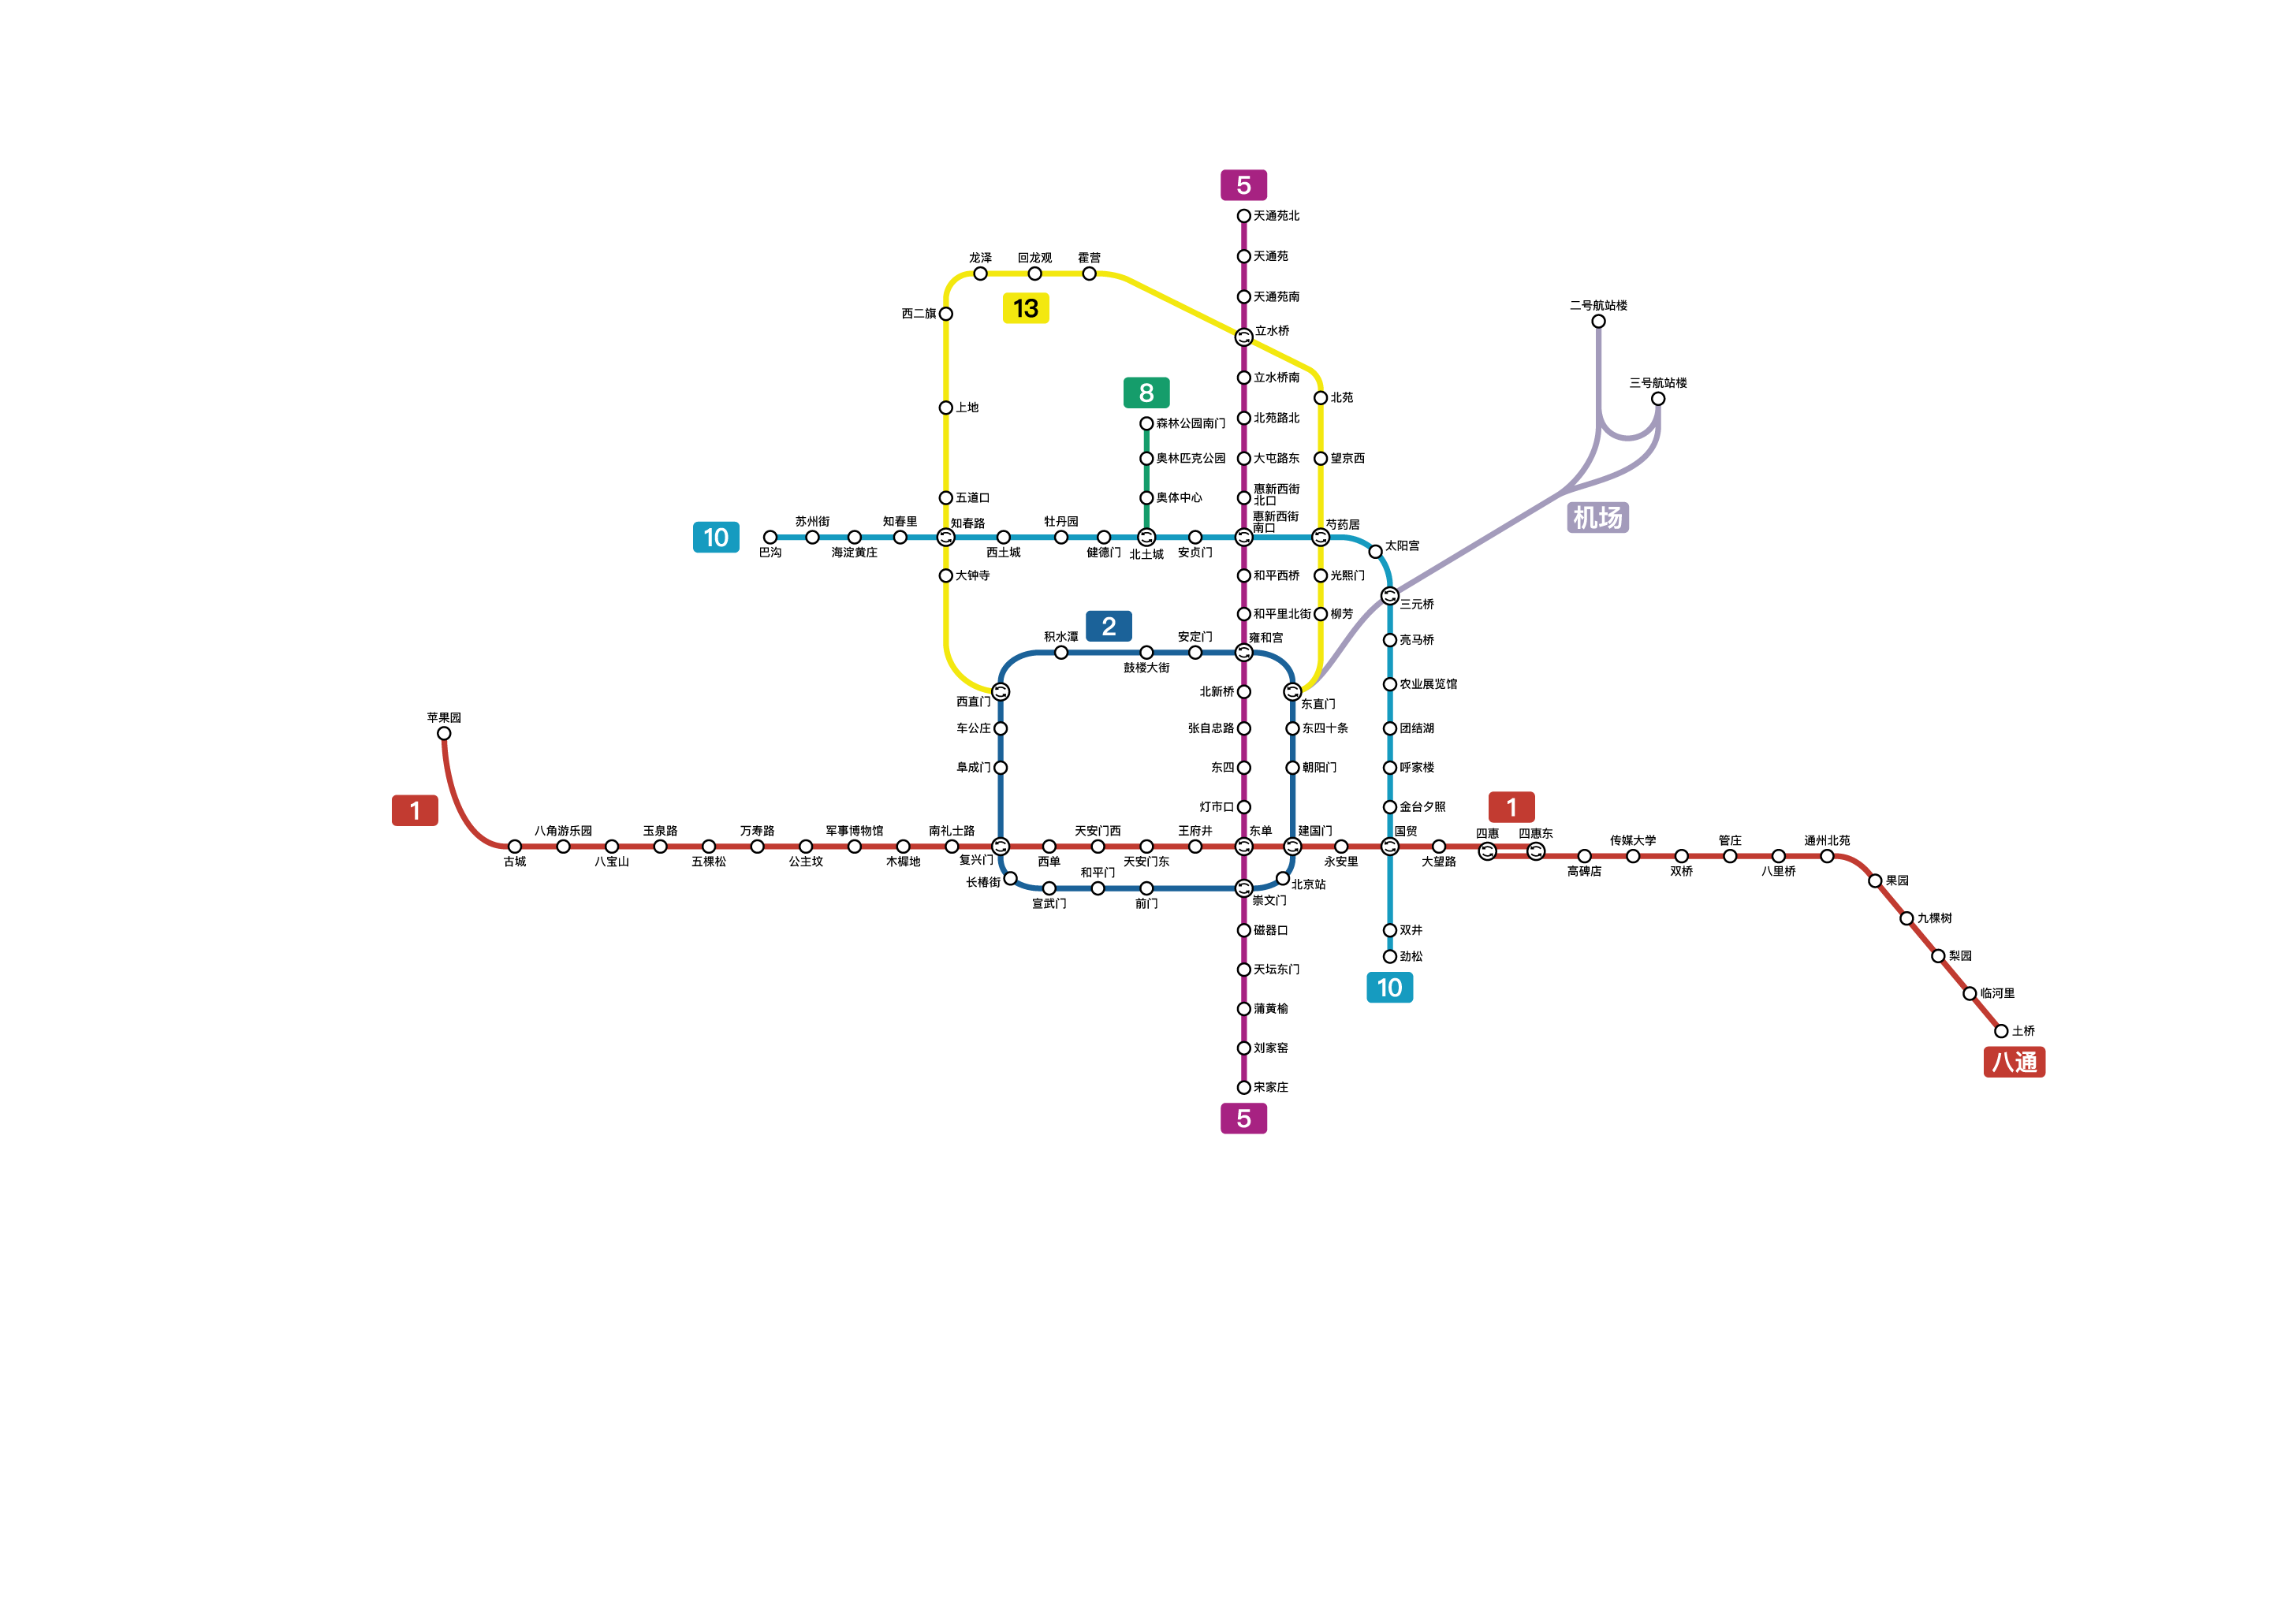 5
天通苑北
天通苑
龙泽
回龙观
霍营
天通苑南
二号航站楼
13
西二旗
立水桥
立水桥南
三号航站楼
8
北苑
上地
森林公园南门
北苑路北
奥林匹克公园
大屯路东
望京西
惠新西街
北口
五道口
奥体中心
机场
10
苏州街
知春里
知春路
牡丹园
惠新西街
南口
芍药居
太阳宫
巴沟
海淀黄庄
西土城
健德门
北土城
安贞门
大钟寺
和平西桥
光熙门
三元桥
和平里北街
柳芳
2
积水潭
安定门
雍和宫
亮马桥
鼓楼大街
农业展览馆
北新桥
西直门
东直门
苹果园
车公庄
张自忠路
东四十条
团结湖
阜成门
东四
朝阳门
呼家楼
1
灯市口
金台夕照
1
八角游乐园
玉泉路
万寿路
军事博物馆
南礼士路
天安门西
王府井
东单
建国门
国贸
四惠
四惠东
传媒大学
管庄
通州北苑
古城
八宝山
五棵松
公主坟
木樨地
复兴门
西单
天安门东
永安里
大望路
高碑店
双桥
八里桥
长椿街
和平门
北京站
果园
宣武门
前门
崇文门
九棵树
磁器口
双井
劲松
梨园
天坛东门
10
临河里
蒲黄榆
土桥
刘家窑
八通
宋家庄
5